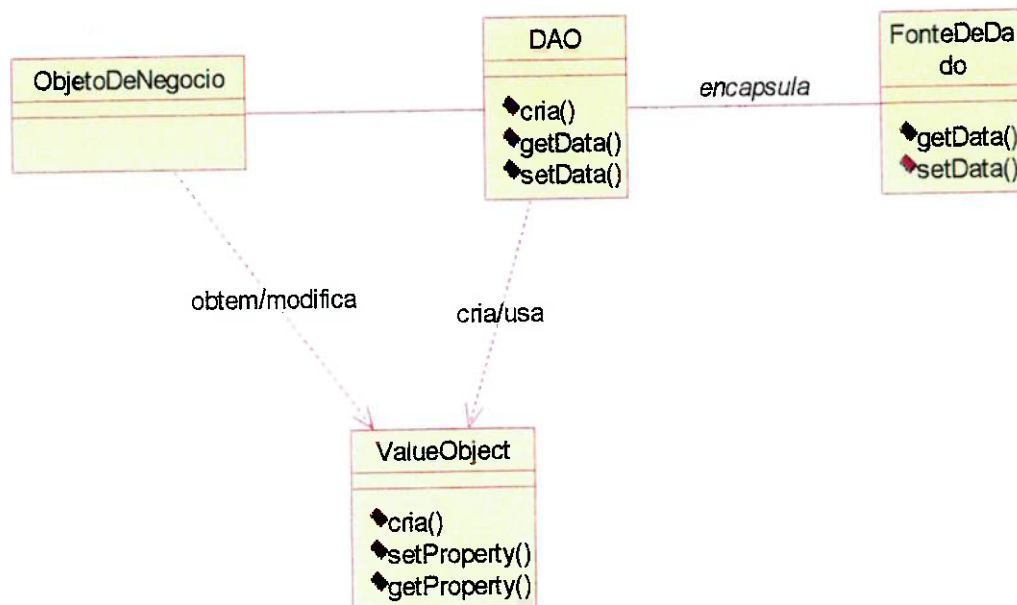 ObjetoDeNegocio
DAO
cria()
getData()
setData()
encapsula
FonteDeDa
do
getData()
setData()
obtem/modifica
cria/usa
ValueObject
cria()
setProperty()
getProperty()